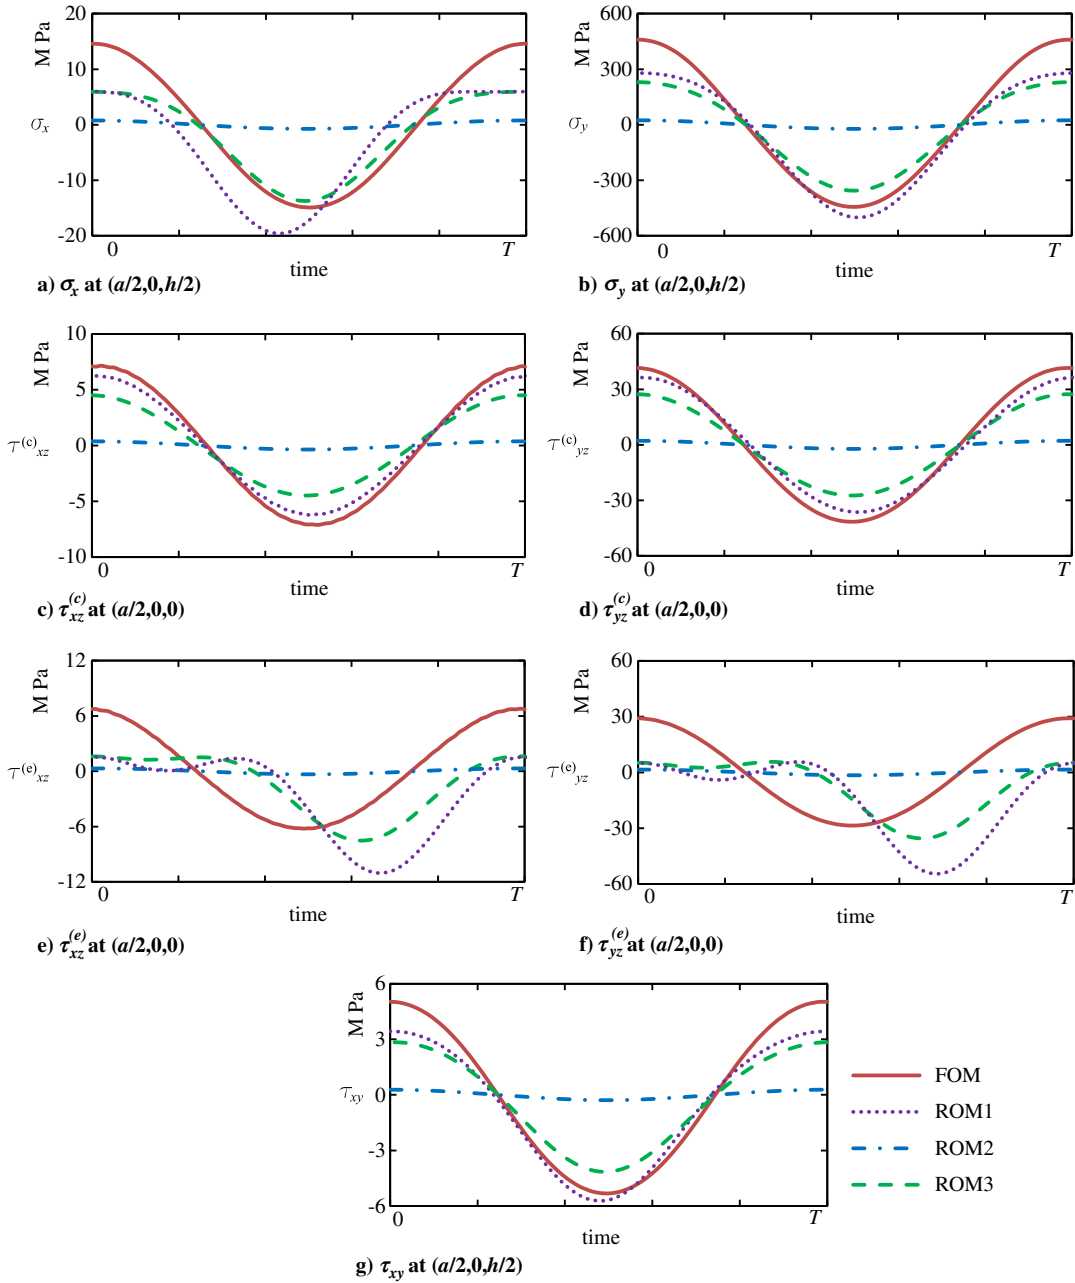 M Pa
20
10
0
-10
-20
σx
0
T
time
a) σx at (a/2,0,h/2)
M Pa
600
300
0
-300
-600
σy
0
T
time
b) σy at (a/2,0,h/2)
M Pa
10
5
0
-5
-10
τ(c)xz
0
T
time
c) τxz(c) at (a/2,0,0)
M Pa
60
30
0
-30
-60
τ(c)yz
0
T
time
d) τyz(c) at (a/2,0,0)
M Pa
12
6
0
-6
-12
τ(e)xz
0
T
time
e) τxz(e) at (a/2,0,0)
M Pa
60
30
0
-30
-60
τ(e)yz
0
T
time
f) τyz(e) at (a/2,0,0)
M Pa
6
3
0
-3
-6
τxy
0
T
time
g) τxy at (a/2,0,h/2)
FOM
ROM1
ROM2
ROM3